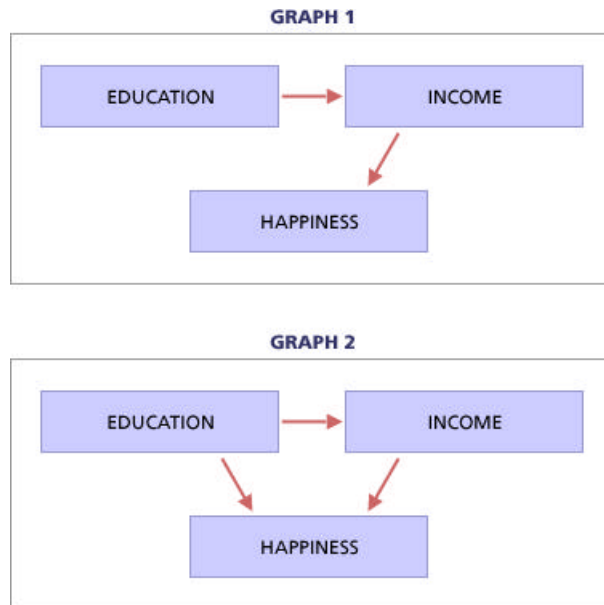 GRAPH 1
EDUCATION
INCOME
HAPPINESS
GRAPH 2
EDUCATION
INCOME
HAPPINESS